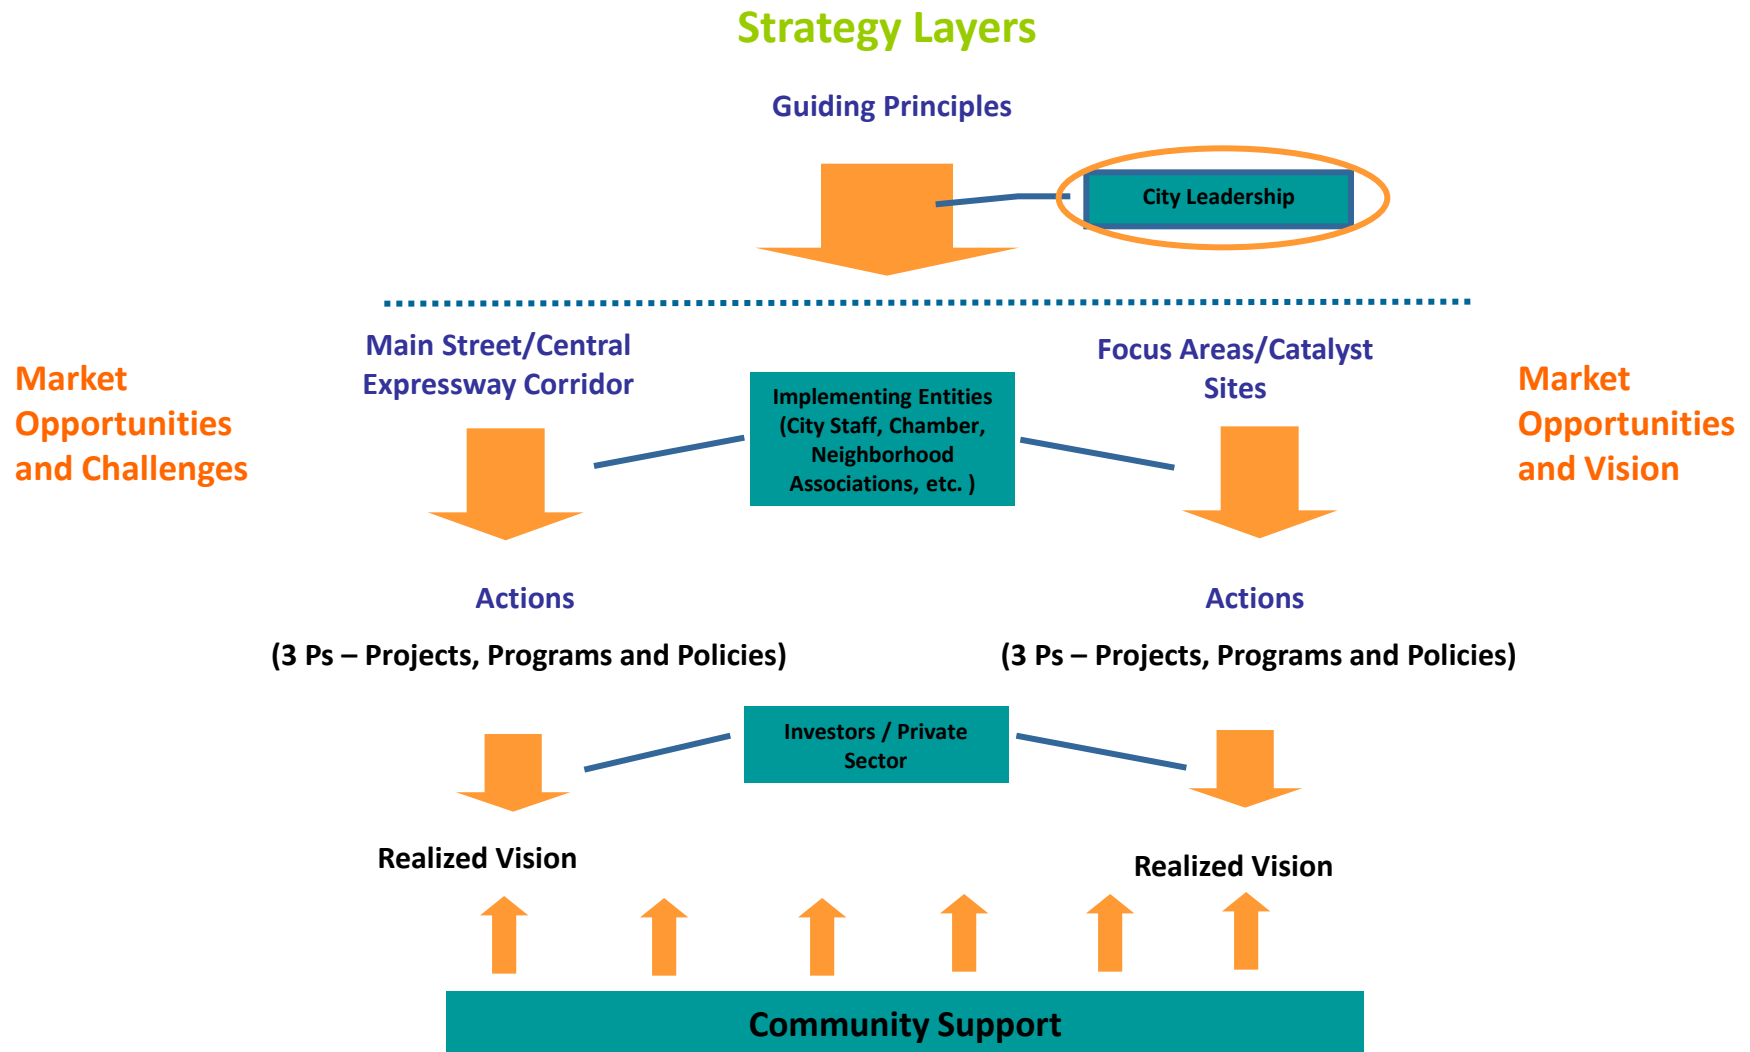 Strategy Layers
Guiding Principles
City Leadership
Main Street/Central
Expressway Corridor
Focus Areas/Catalyst
Sites
Market
Opportunities
and Challenges
Implementing Entities
(City Staff, Chamber,
Neighborhood
Associations, etc. )
Market
Opportunities
and Vision
Actions
Actions
(3 Ps – Projects, Programs and Policies)
(3 Ps – Projects, Programs and Policies)
Investors / Private
Sector
Realized Vision
Realized Vision
Community Support